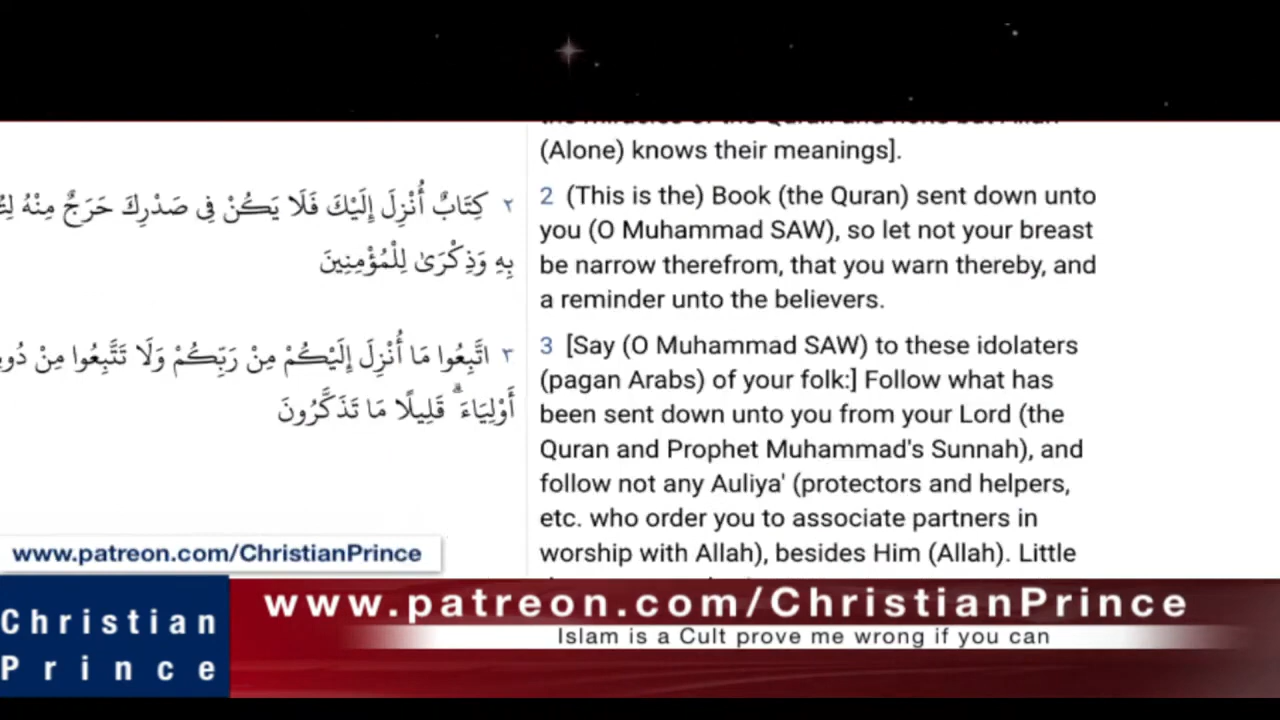 (Alone) knows their meanings].
٢ كِتَابٌ أُنْزِلَ إِلَيْكَ فَلَا يَكُنْ فِى صَدْرِكَ حَرَجٌ مِنْهُ
بِهِ وَذِكْرَىٰ لِلْمُؤْمِنِينَ
2 (This is the) Book (the Quran) sent down unto
you (O Muhammad SAW), so let not your breast
be narrow therefrom, that you warn thereby, and
a reminder unto the believers.
٣ اتَّبِعُوا مَا أُنْزِلَ إِلَيْكُمْ مِنْ رَبِّكُمْ وَلَا تَتَّبِعُوا مِنْ
أَوْلِيَاءَ ۗ قَلِيلًا مَا تَذَكَّرُونَ
3 [Say (O Muhammad SAW) to these idolaters
(pagan Arabs) of your folk:] Follow what has
been sent down unto you from your Lord (the
Quran and Prophet Muhammad's Sunnah), and
follow not any Auliya' (protectors and helpers,
etc. who order you to associate partners in
worship with Allah), besides Him (Allah). Little
www.patreon.com/ChristianPrince
Christian
Prince
www.patreon.com/ChristianPrince
Islam is a Cult prove me wrong if you can